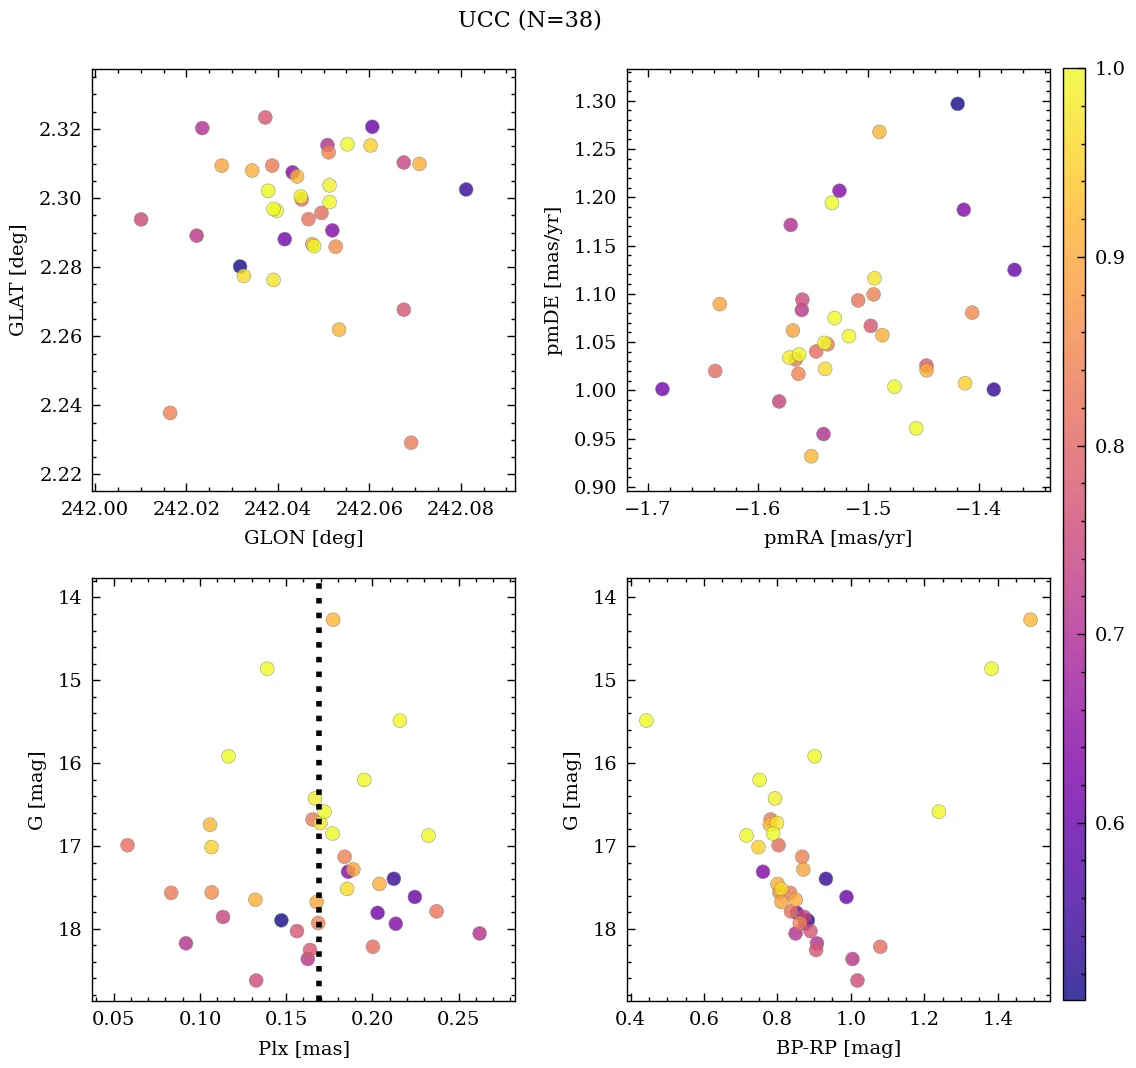 UCC (N=38)
2.32
2.30
2.28
2.26
2.24
2.22
GLAT [deg]
242.00 242.02 242.04 242.06 242.08
GLON [deg]
1.30
1.25
1.20
1.15
1.10
1.05
1.00
0.95
0.90
pmDE [mas/yr]
−1.7 −1.6 −1.5 −1.4
pmRA [mas/yr]
1.0
0.9
0.8
0.7
0.6
14
15
16
17
18
G [mag]
0.05 0.10 0.15 0.20 0.25
Plx [mas]
14
15
16
17
18
G [mag]
0.4 0.6 0.8 1.0 1.2 1.4
BP-RP [mag]